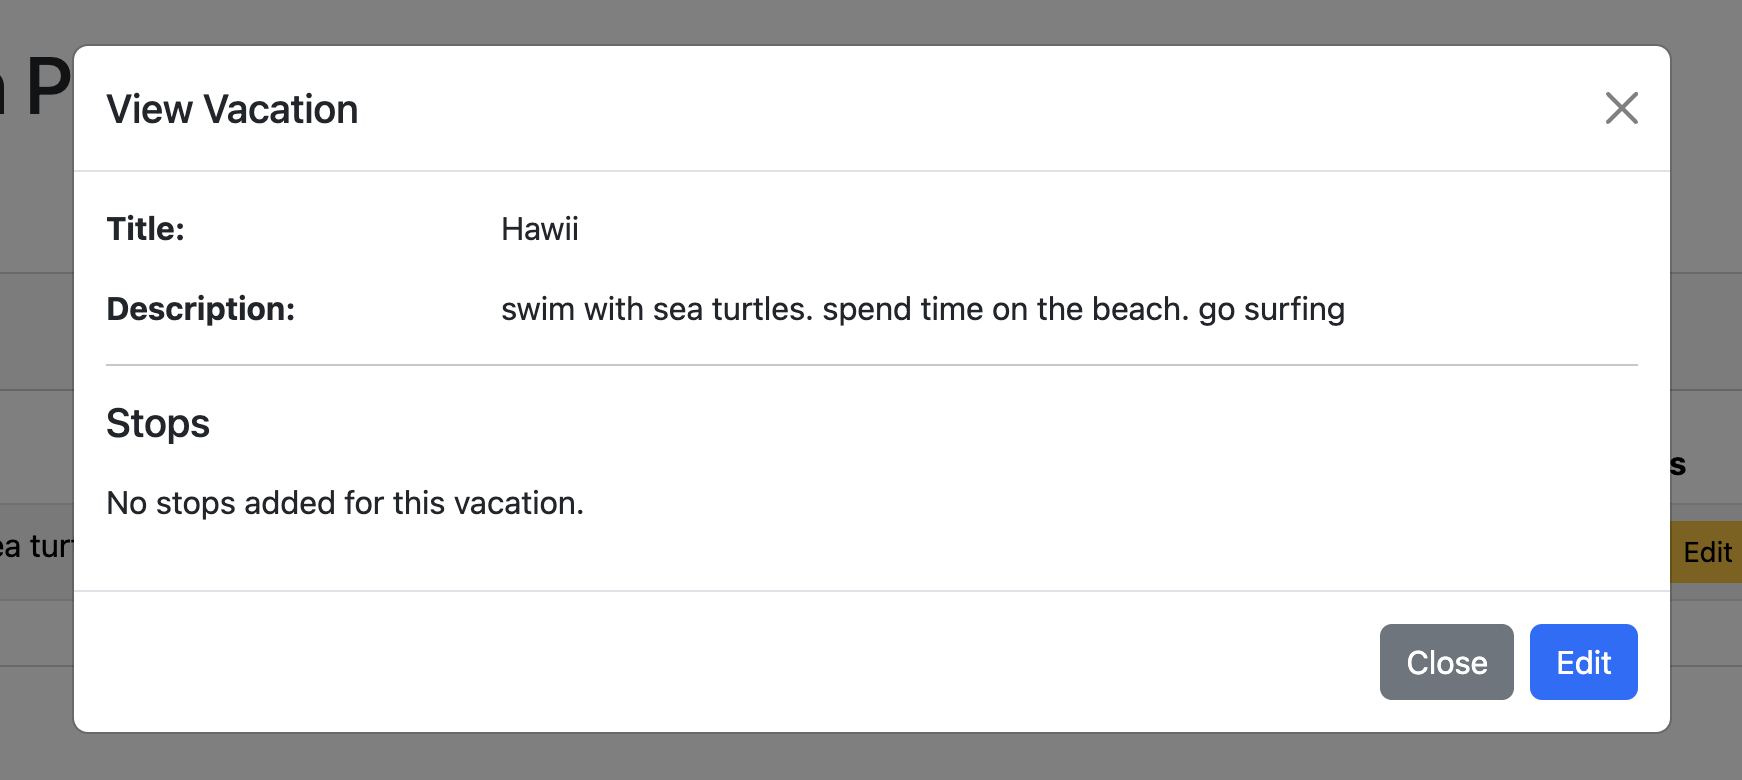 P
View Vacation
Title: Hawii
Description: swim with sea turtles. spend time on the beach. go surfing
Stops
s
No stops added for this vacation.
ea tur
Edit
Close Edit